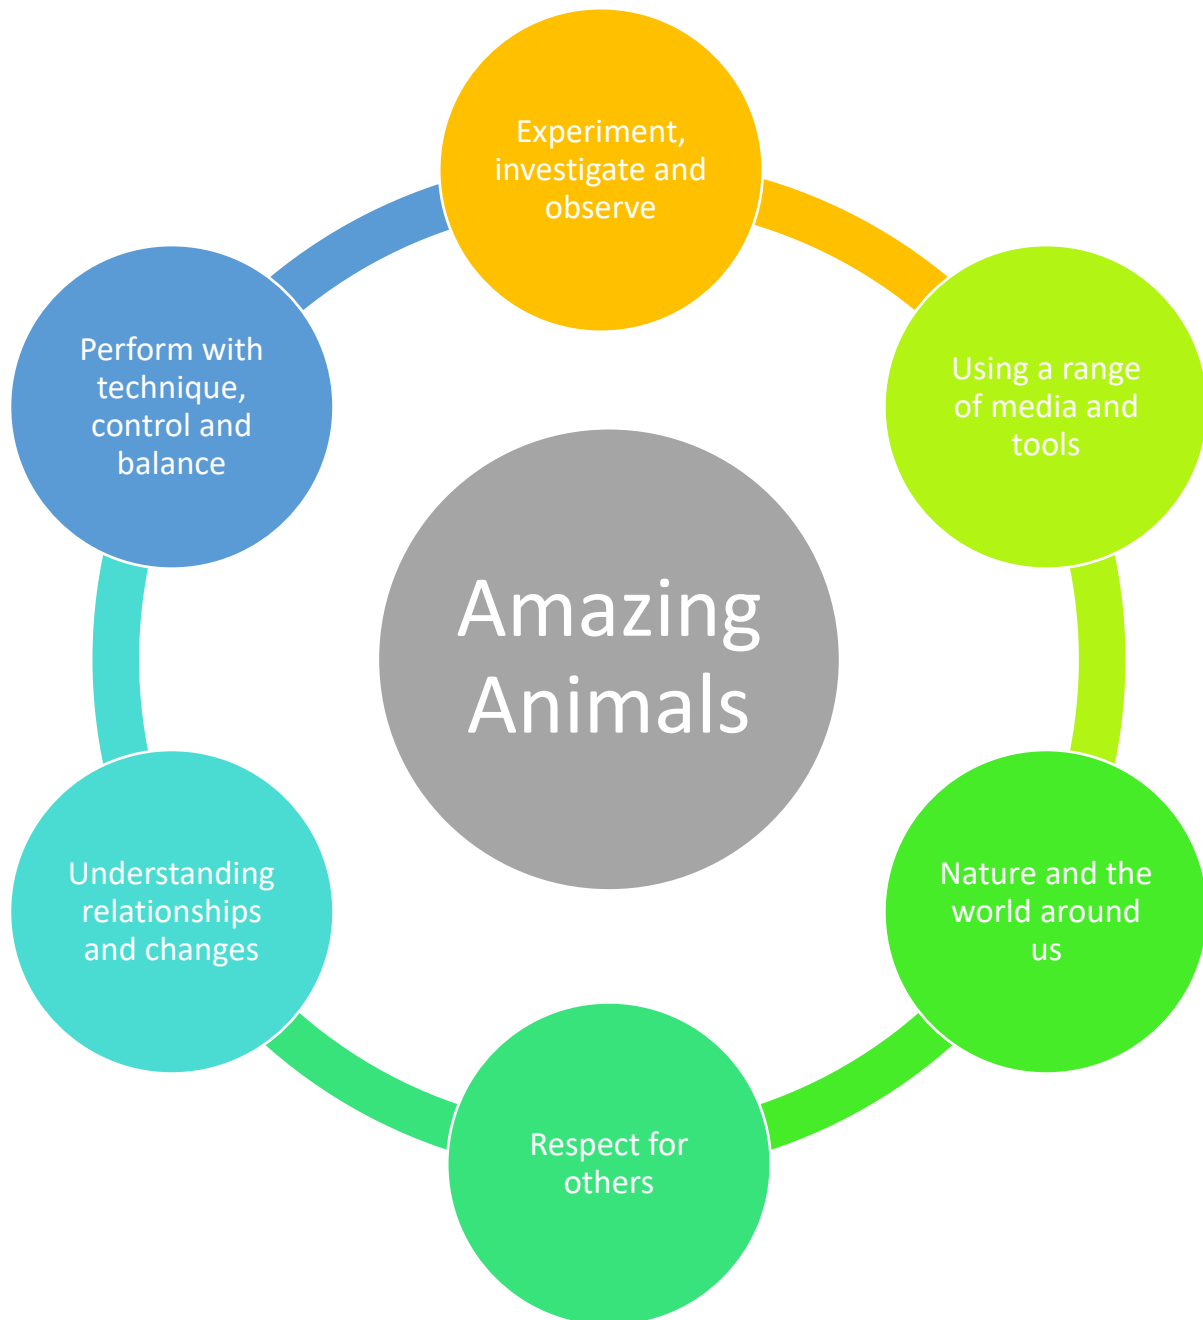 Experiment,
investigate and
observe
Using a range
of media and
tools
Nature and the
world around
us
Respect for
others
Understanding
relationships
and changes
Perform with
technique,
control and
balance
Amazing
Animals